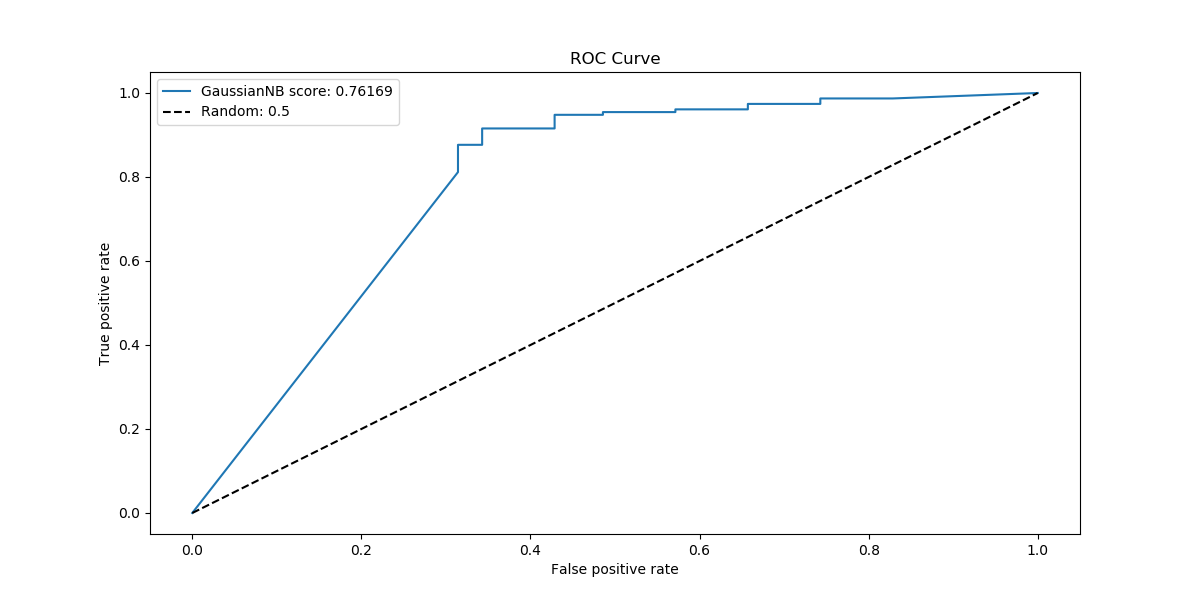 ROC Curve
GaussianNB score: 0.76169
Random: 0.5
1.0
0.8
0.6
0.4
0.2
0.0
True positive rate
0.0 0.2 0.4 0.6 0.8 1.0
False positive rate